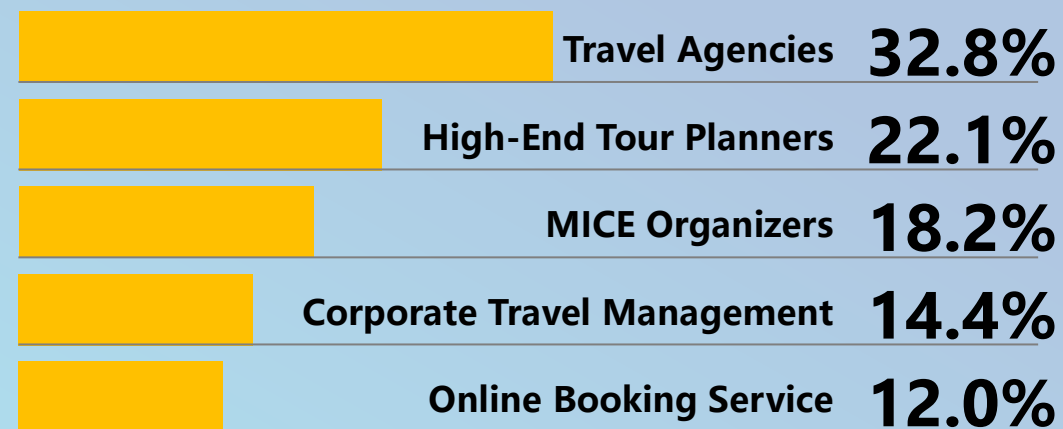 Travel Agencies 32.8%
High-End Tour Planners 22.1%
MICE Organizers 18.2%
Corporate Travel Management 14.4%
Online Booking Service 12.0%